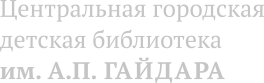 Центральная городская
детская библиотека
им. А.П. ГАЙДАРА